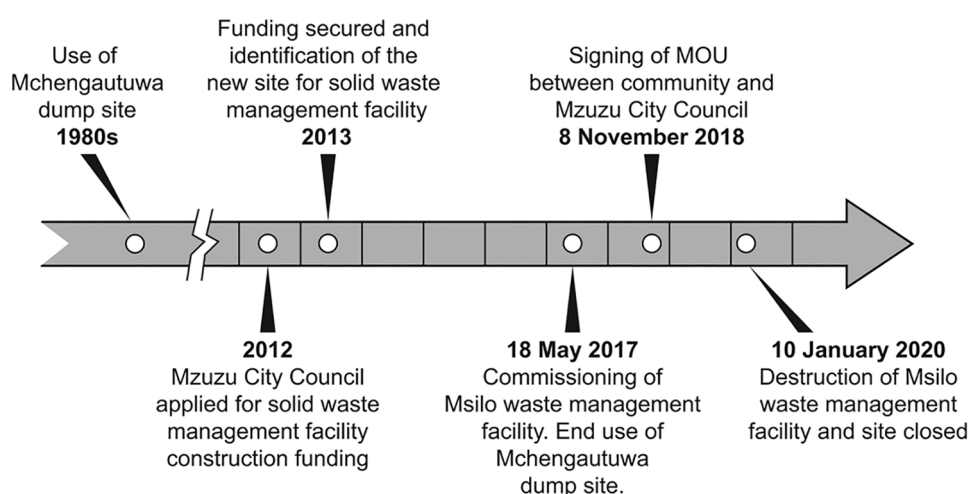 Use of
Mchengautuwa
dump site
1980s
Funding secured and
identification of the
new site for solid waste
management facility
2013
Signing of MOU
between community and
Mzuzu City Council
8 November 2018
2012
Mzuzu City Council
applied for solid waste
management facility
construction funding
18 May 2017
Commissioning of
Msilo waste management
facility. End use of
Mchengautuwa
dump site.
10 January 2020
Destruction of Msilo
waste management
facility and site closed